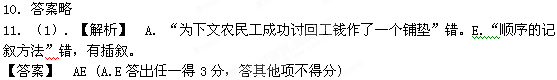 10. 答案略
11. （1）.【解析】 A. “为下文农民工成功讨回工钱作了一个铺垫”错。E.“顺序的记
叙方法”错，有插叙。
【答案】 AE（A.E 答出任一得 3 分，答其他项不得分）